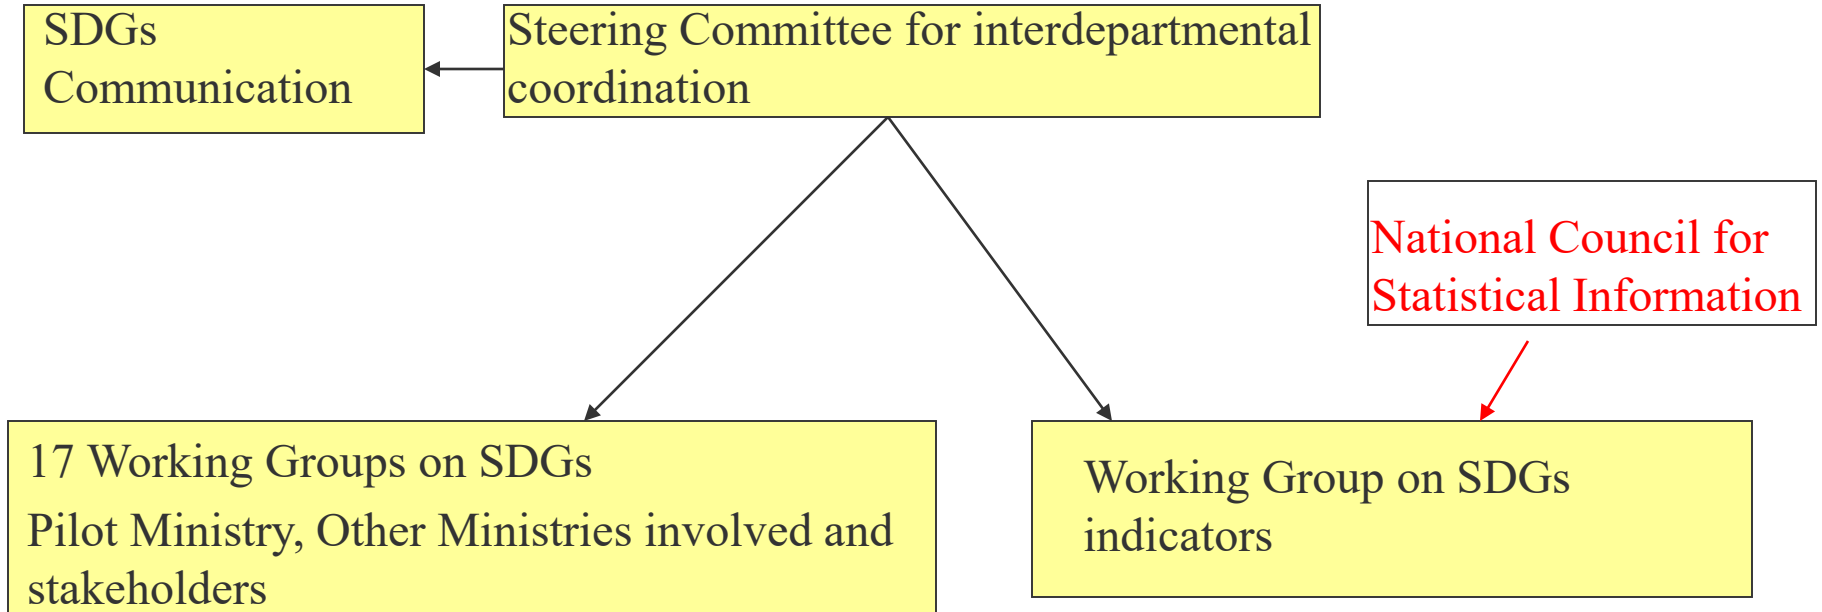 SDGs
Communication
Steering Committee for interdepartmental
coordination
National Council for
Statistical Information
17 Working Groups on SDGs
Pilot Ministry, Other Ministries involved and
stakeholders
Working Group on SDGs
indicators